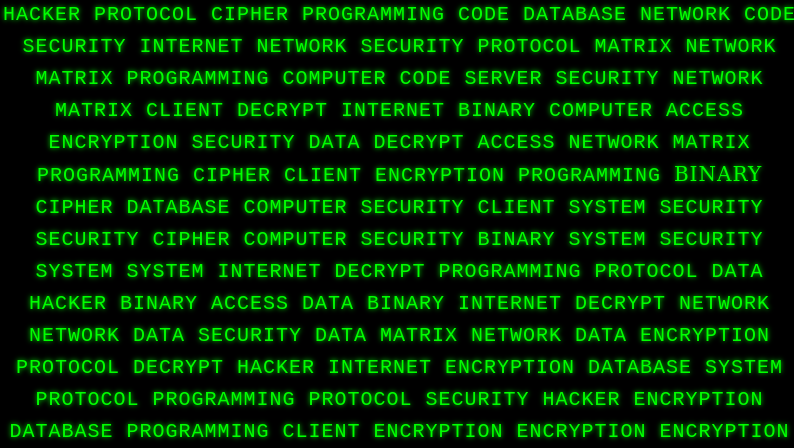 HACKER PROTOCOL CIPHER PROGRAMMING CODE DATABASE NETWORK CODE
SECURITY INTERNET NETWORK SECURITY PROTOCOL MATRIX NETWORK
MATRIX PROGRAMMING COMPUTER CODE SERVER SECURITY NETWORK
MATRIX CLIENT DECRYPT INTERNET BINARY COMPUTER ACCESS
ENCRYPTION SECURITY DATA DECRYPT ACCESS NETWORK MATRIX
PROGRAMMING CIPHER CLIENT ENCRYPTION PROGRAMMING BINARY
CIPHER DATABASE COMPUTER SECURITY CLIENT SYSTEM SECURITY
SECURITY CIPHER COMPUTER SECURITY BINARY SYSTEM SECURITY
SYSTEM SYSTEM INTERNET DECRYPT PROGRAMMING PROTOCOL DATA
HACKER BINARY ACCESS DATA BINARY INTERNET DECRYPT NETWORK
NETWORK DATA SECURITY DATA MATRIX NETWORK DATA ENCRYPTION
PROTOCOL DECRYPT HACKER INTERNET ENCRYPTION DATABASE SYSTEM
PROTOCOL PROGRAMMING PROTOCOL SECURITY HACKER ENCRYPTION
DATABASE PROGRAMMING CLIENT ENCRYPTION ENCRYPTION ENCRYPTION